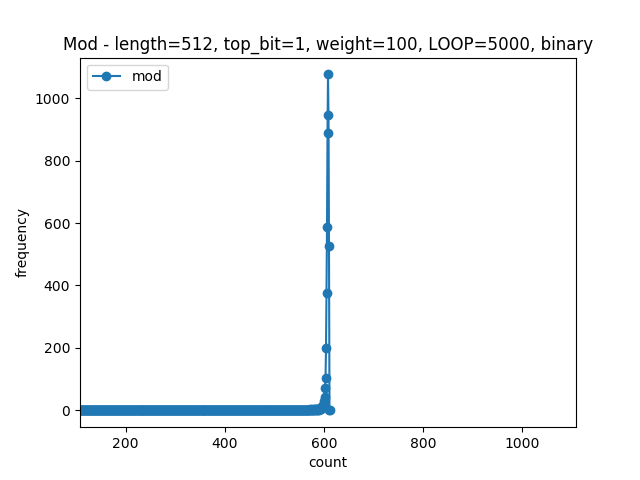 Mod - length=512, top_bit=1, weight=100, LOOP=5000, binary
mod
1000
800
600
400
200
0
frequency
200 400 600 800 1000
count